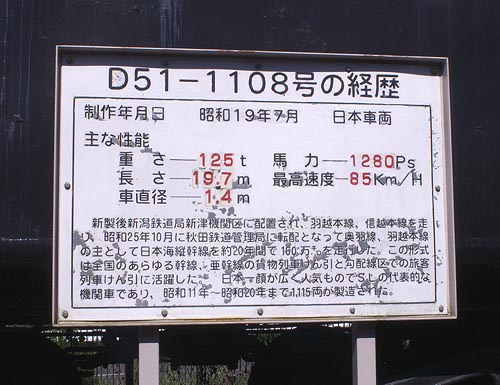 D51-1108号の経歴
制作年月日 昭和19年7月 日本車両
主な性能
重さ―125t 馬力―1280Ps
長さ―19.7m 最高速度―85Km/H
車直径―1.4m
新製後新潟鉄道局新津機関区に配置され、羽越本線、信越本線を走
り、昭和25年10月に秋田鉄道管理局に転配となって奥羽線、羽越本線
の主として日本海縦幹線を約20年間で160万㌔を走行した。この形式
は全国のあらゆる幹線、亜幹線の貨物列車けん引と勾配線区での旅客
列車けん引に活躍した。 日本一顔が広く人気もので SLの代表的な
機関車であり、昭和11年〜昭和20年まで1,115両が製造された。